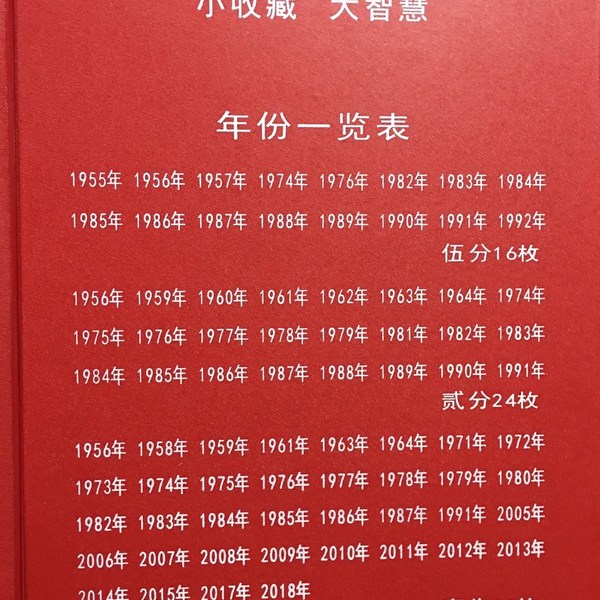 小收藏 大智慧
年份一览表
1955年 1956年 1957年 1974年 1976年 1982年 1983年 1984年
1985年 1986年 1987年 1988年 1989年 1990年 1991年 1992年
伍分16枚
1956年 1959年 1960年 1961年 1962年 1963年 1964年 1974年
1975年 1976年 1977年 1978年 1979年 1981年 1982年 1983年
1984年 1985年 1986年 1987年 1988年 1989年 1990年 1991年
贰分24枚
1956年 1958年 1959年 1961年 1963年 1964年 1971年 1972年
1973年 1974年 1975年 1976年 1977年 1978年 1979年 1980年
1982年 1983年 1984年 1985年 1986年 1987年 1991年 2005年
2006年 2007年 2008年 2009年 2010年 2011年 2012年 2013年
2014年 2015年 2017年 2018年